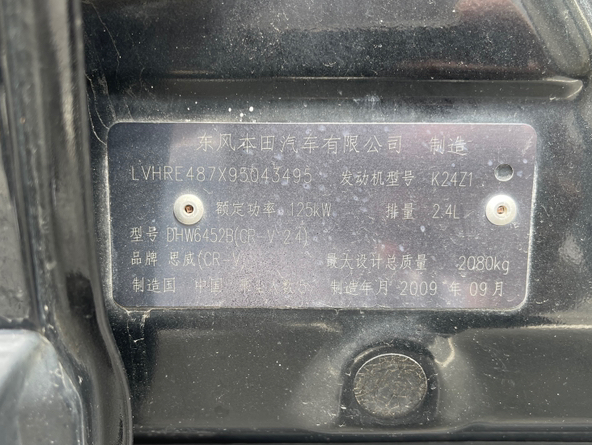 东风本田汽车有限公司 制造
LVHRE487X95043495 发动机型号 K24Z1
额定功率 125kW 排量 2.4L
型号 DHW6452B(CR-V 2.4)
品牌 思威(CR-V) 最大设计总质量 2080kg
制造国 中国 制造年月 2009 年 09 月